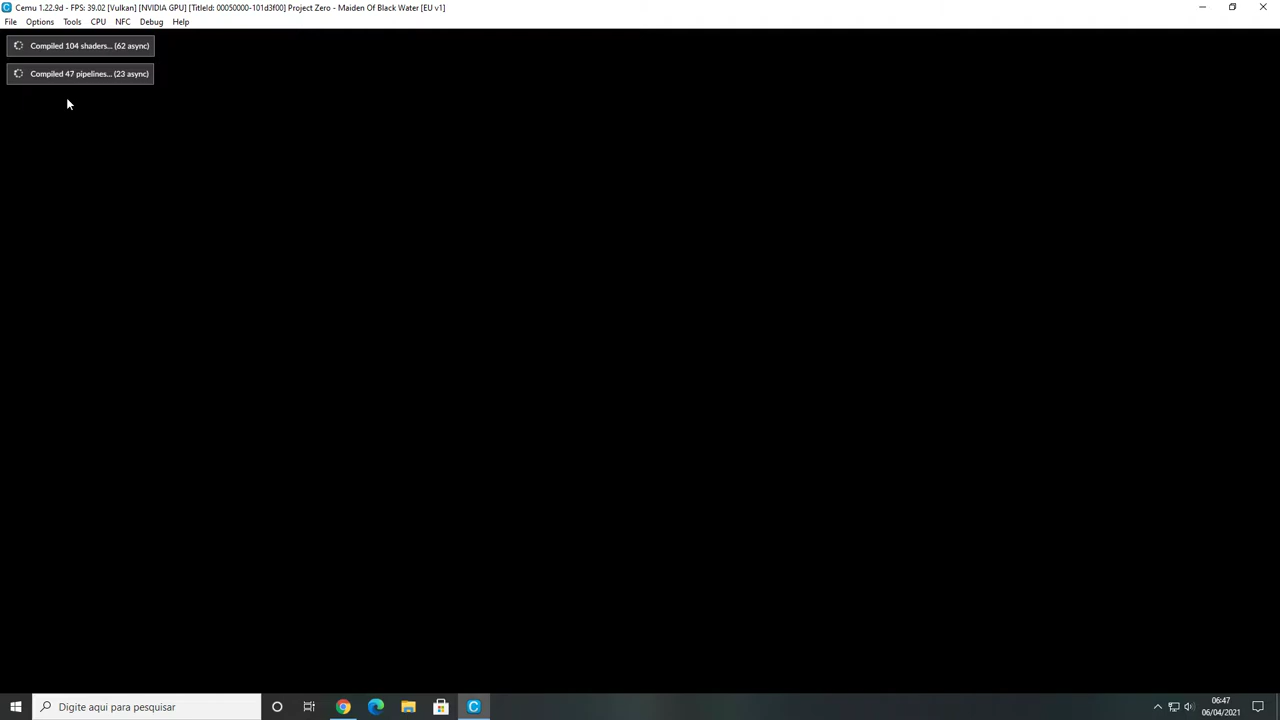 Cemu 1.22.9d - FPS: 39.02 [Vulkan] [NVIDIA GPU] [TitleId: 00050000-101d3f00] Project Zero - Maiden Of Black Water [EU v1]
File Options Tools CPU NFC Debug Help
Compiled 104 shaders... (62 async)
Compiled 47 pipelines... (23 async)
Digite aqui para pesquisar
06:47
06/04/2021